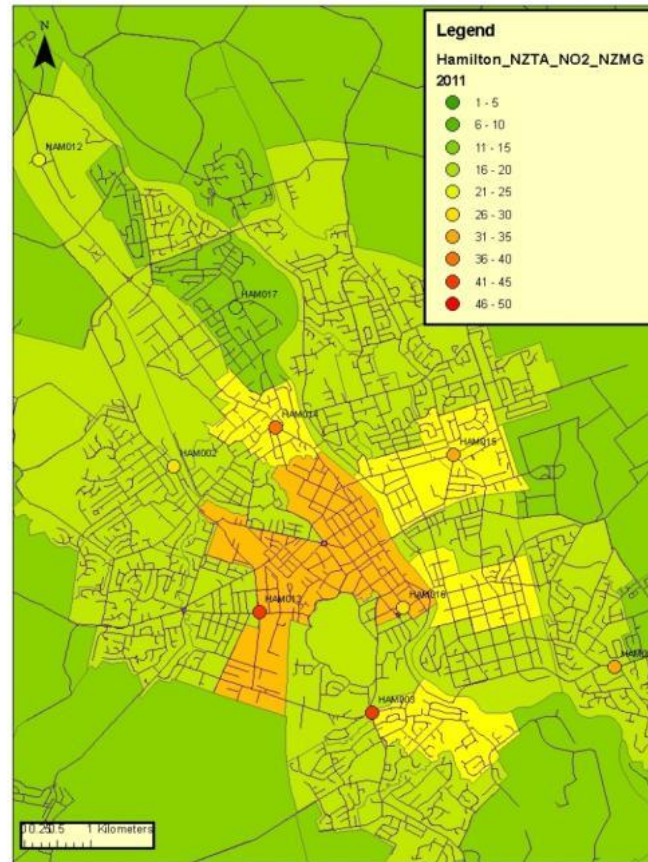 N
Legend
Hamilton_NZTA_NO2_NZMG
2011
1 - 5
6 - 10
11 - 15
16 - 20
21 - 25
26 - 30
31 - 35
36 - 40
41 - 45
46 - 50
HAM012
HAM017
HAM014
HAM015
HAM002
HAM016
HAM013
HAM003
1 Kilometers